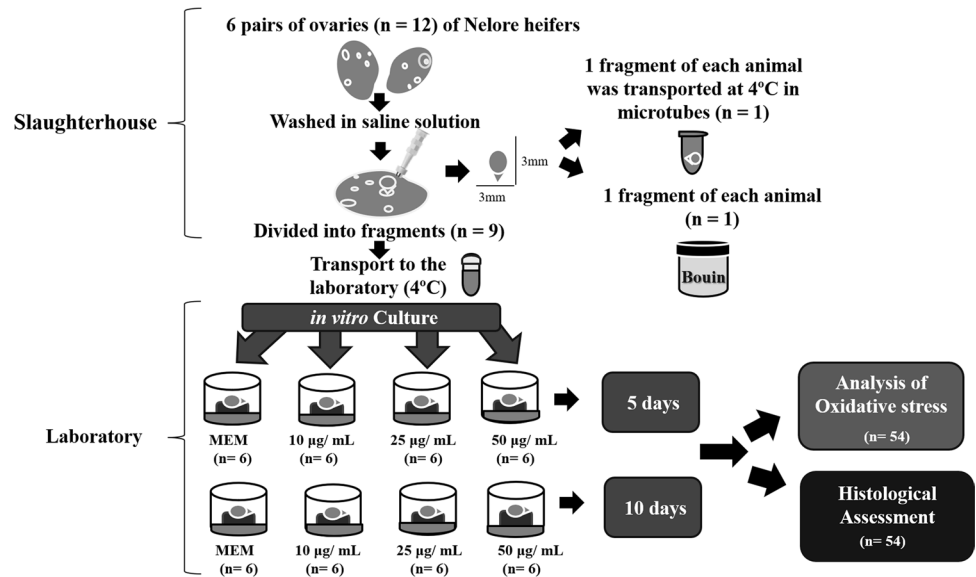 6 pairs of ovaries (n = 12) of Nelore heifers
1 fragment of each animal
was transported at 4ºC in
microtubes (n = 1)
Slaughterhouse
Washed in saline solution
3mm
3mm
1 fragment of each animal
(n = 1)
Divided into fragments (n = 9)
Transport to the
laboratory (4ºC)
Bouin
in vitro Culture
Laboratory
MEM
(n= 6)
10 µg/ mL
(n= 6)
25 µg/ mL
(n= 6)
50 µg/ mL
(n= 6)
5 days
MEM
(n= 6)
10 µg/ mL
(n= 6)
25 µg/ mL
(n= 6)
50 µg/ mL
(n= 6)
10 days
Analysis of
Oxidative stress
(n= 54)
Histological
Assessment
(n= 54)